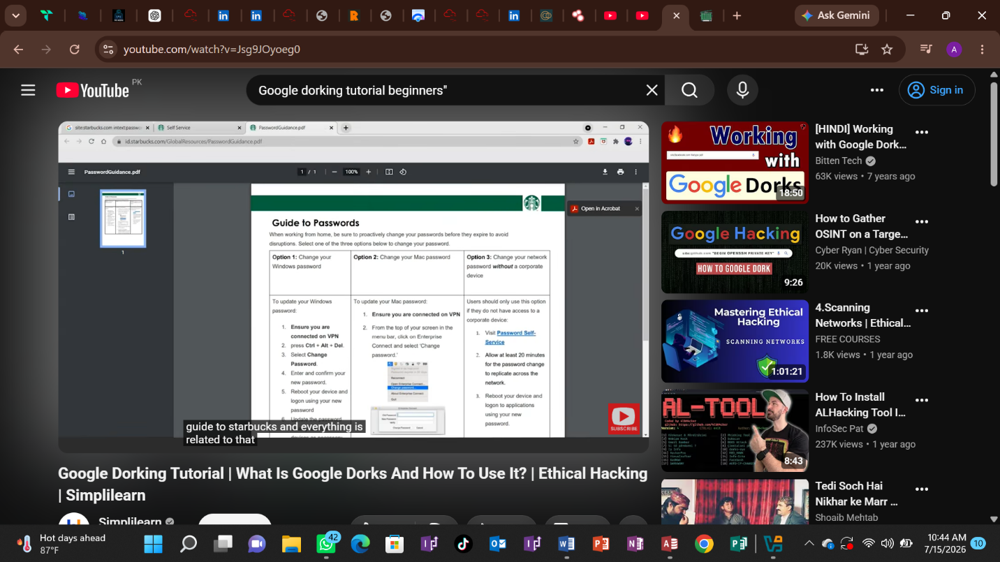 Ask Gemini
youtube.com/watch?v=Jsg9JOyoeg0
A
YouTube PK
Google dorking tutorial beginners"
Sign in
site:starbucks.com intext:passw
Self Service
PasswordGuidance.pdf
id.starbucks.com/GlobalResources/PasswordGuidance.pdf
PasswordGuidance.pdf
1 / 1
100%
1
Open in Acrobat
Guide to Passwords
When working from home, be sure to proactively change your passwords before they expire to avoid
disruptions. Select one of the three options below to change your password.
Option 1: Change your
Windows password
Option 2: Change your Mac password
Option 3: Change your network
password without a corporate
device
To update your Windows
password:
1. Ensure you are
connected on VPN
2. press Ctrl + Alt + Del.
3. Select Change
Password.
4. Enter and confirm your
new password.
5. Reboot your device and
logon using your new
password
6. Update the password
To update your Mac password:
1. Ensure you are connected on VPN
2. From the top of your screen in the
menu bar, click on Enterprise
Connect and select 'Change
password.'
Users should only use this option
if they do not have access to a
corporate device:
1. Visit Password Self-
Service
2. Allow at least 20 minutes
for the password change
to replicate across the
network.
3. Reboot your device and
logon to applications
using your new
password.
SUBSCRIBE
guide to starbucks and everything is
related to that
Google Dorking Tutorial | What Is Google Dorks And How To Use It? | Ethical Hacking
| Simplilearn
Simplilearn
Working
with
Google Dorks
18:50
[HINDI] Working
with Google Dork...
Bitten Tech
63K views • 7 years ago
Google Hacking
"BEGIN OPENSSH PRIVATE KEY"
HOW TO GOOGLE DORK
9:26
How to Gather
OSINT on a Targe...
Cyber Ryan | Cyber Security
20K views • 1 year ago
Mastering Ethical
Hacking
SCANNING NETWORKS
1:01:21
4.Scanning
Networks | Ethical...
FREE COURSES
1.8K views • 1 year ago
AL-TOOL
8:43
How To Install
ALHacking Tool I...
InfoSec Pat
237K views • 1 year ago
Tedi Soch Hai
Nikhar ke Marr ...
Shoaib Mehtab
Hot days ahead
87°F
42
10:44 AM
7/15/2026
10